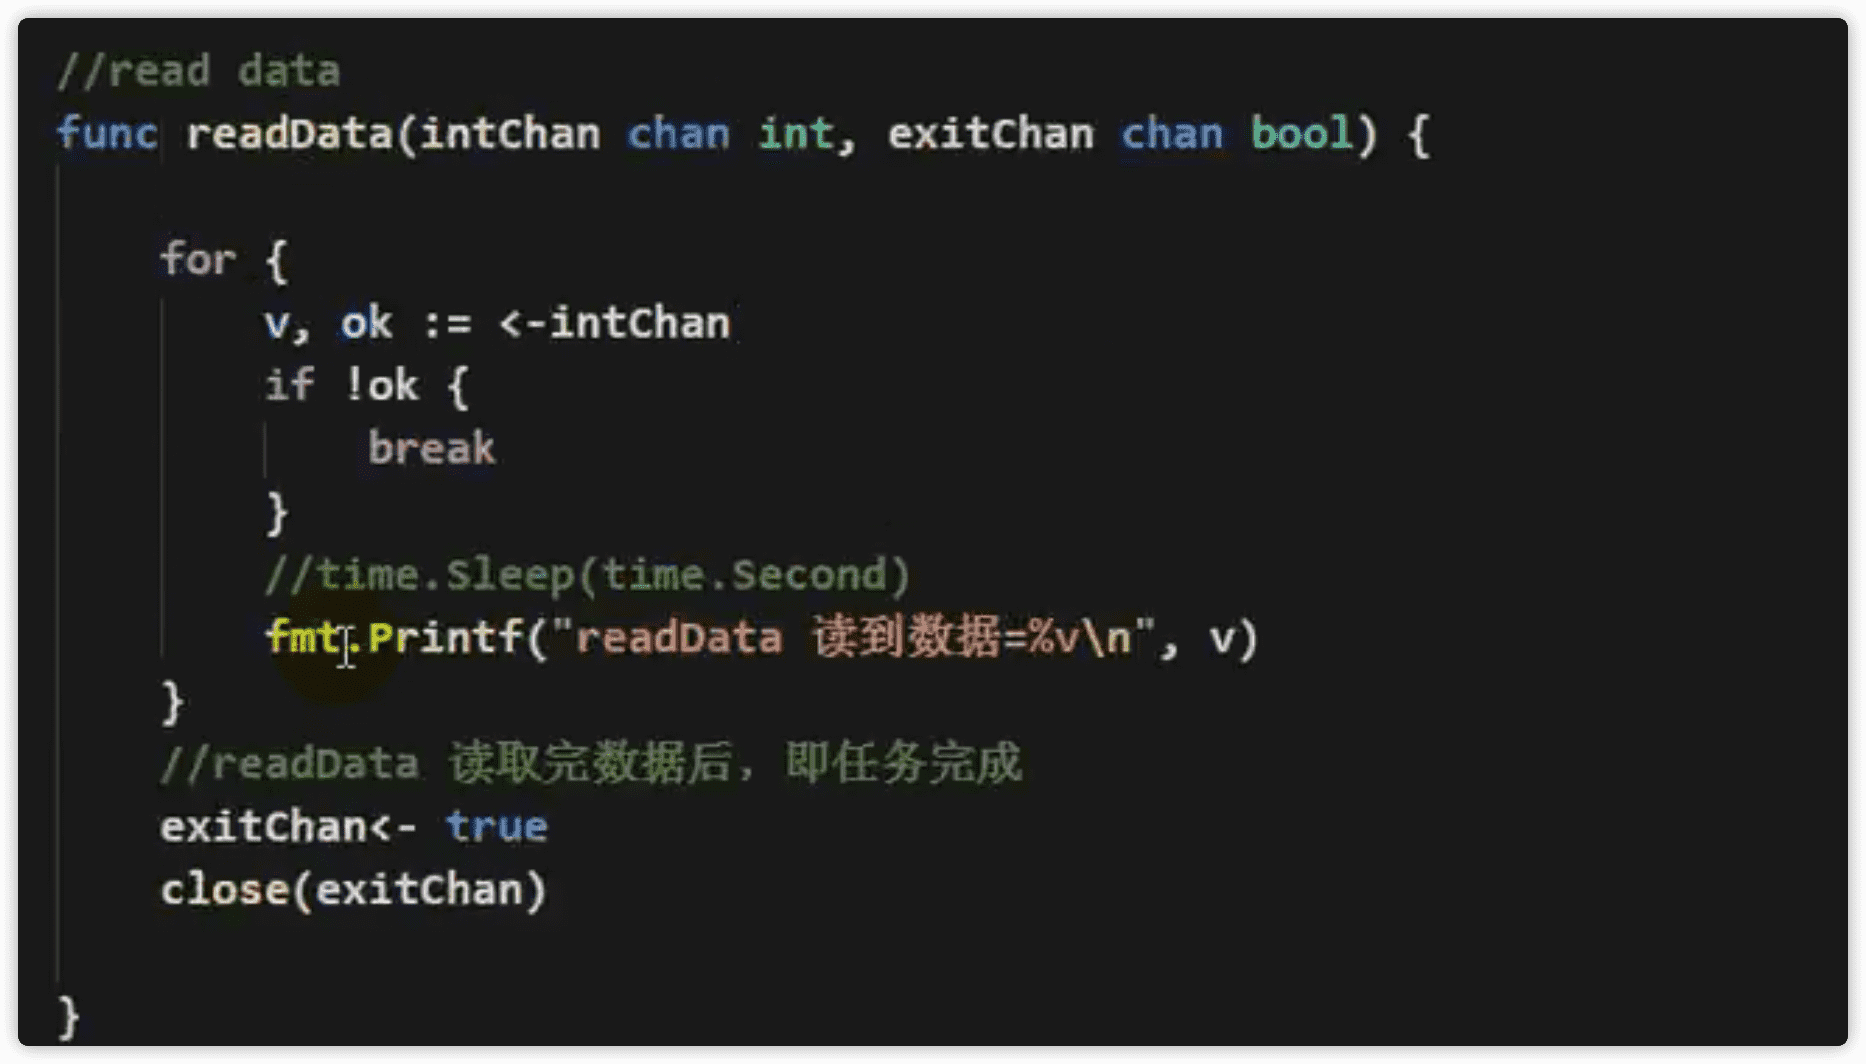 //read data
func readData(intChan chan int, exitChan chan bool) {
for {
v, ok := <-intChan
if !ok {
break
}
//time.Sleep(time.Second)
fmt.Printf("readData 读到数据=%v\n", v)
}
//readData 读取完数据后，即任务完成
exitChan<- true
close(exitChan)
}